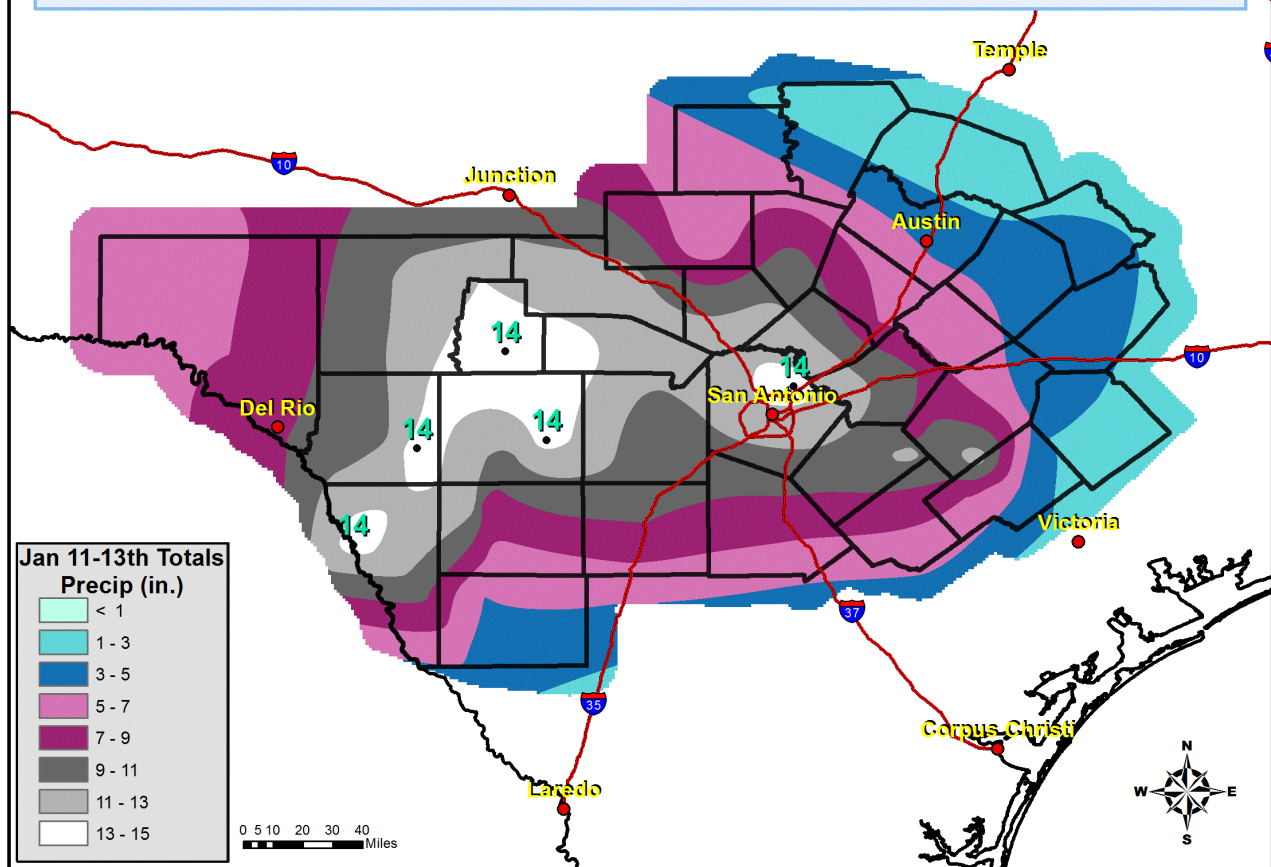 Temple
10
Junction
Austin
14
10
14
San Antonio
Del Rio
14
14
14
Victoria
Jan 11-13th Totals
Precip (in.)
< 1
1 - 3
3 - 5
5 - 7
7 - 9
9 - 11
11 - 13
13 - 15
37
35
Corpus Christi
Laredo
0 5 10 20 30 40
Miles
N
W E
S